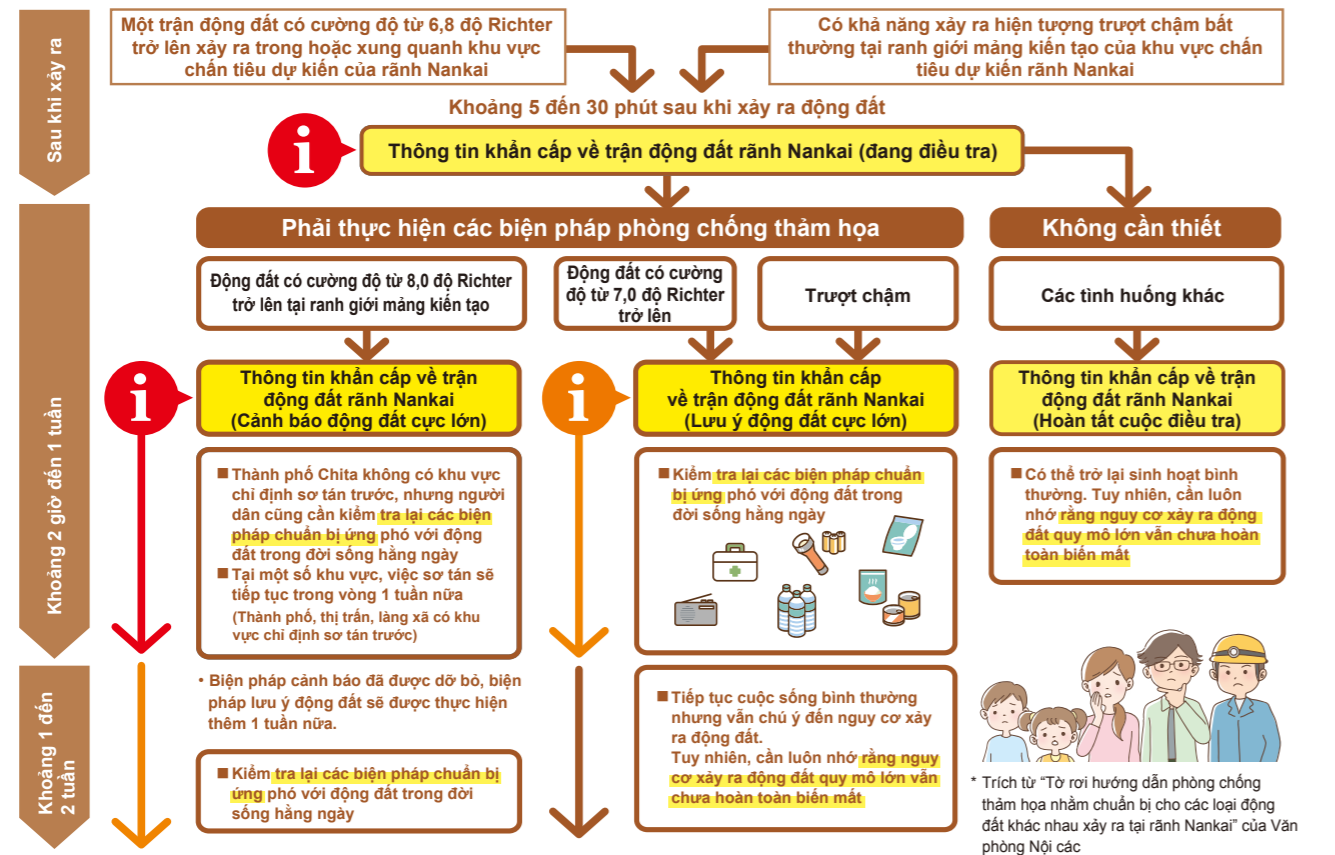 Sau khi xảy ra
Một trận động đất có cường độ từ 6,8 độ Richter
trở lên xảy ra trong hoặc xung quanh khu vực
chấn tiêu dự kiến của rãnh Nankai
Có khả năng xảy ra hiện tượng trượt chậm bất
thường tại ranh giới mảng kiến tạo của khu vực chấn
tiêu dự kiến rãnh Nankai
Khoảng 5 đến 30 phút sau khi xảy ra động đất
i
Thông tin khẩn cấp về trận động đất rãnh Nankai (đang điều tra)
Khoảng 2 giờ đến 1 tuần
Phải thực hiện các biện pháp phòng chống thảm họa
Không cần thiết
Động đất có cường độ từ 8,0 độ Richter
trở lên tại ranh giới mảng kiến tạo
Động đất có cường
độ từ 7,0 độ Richter
trở lên
Trượt chậm
Các tình huống khác
i
Thông tin khẩn cấp về trận
động đất rãnh Nankai
(Cảnh báo động đất cực lớn)
i
Thông tin khẩn cấp
về trận động đất rãnh Nankai
(Lưu ý động đất cực lớn)
Thông tin khẩn cấp về trận
động đất rãnh Nankai
(Hoàn tất cuộc điều tra)
■ Thành phố Chita không có khu vực
chỉ định sơ tán trước, nhưng người
dân cũng cần kiểm tra lại các biện
pháp chuẩn bị ứng phó với động
đất trong đời sống hằng ngày
■ Tại một số khu vực, việc sơ tán sẽ
tiếp tục trong vòng 1 tuần nữa
(Thành phố, thị trấn, làng xã có khu
vực chỉ định sơ tán trước)
■ Kiểm tra lại các biện pháp chuẩn
bị ứng phó với động đất trong
đời sống hằng ngày
■ Có thể trở lại sinh hoạt bình
thường. Tuy nhiên, cần luôn
nhớ rằng nguy cơ xảy ra động
đất quy mô lớn vẫn chưa hoàn
toàn biến mất
Khoảng 1 đến
2 tuần
• Biện pháp cảnh báo đã được dỡ bỏ, biện
pháp lưu ý động đất sẽ được thực hiện
thêm 1 tuần nữa.
■ Kiểm tra lại các biện pháp chuẩn bị
ứng phó với động đất trong đời
sống hằng ngày
■ Tiếp tục cuộc sống bình thường
nhưng vẫn chú ý đến nguy cơ xảy
ra động đất.
Tuy nhiên, cần luôn nhớ rằng nguy
cơ xảy ra động đất quy mô lớn vẫn
chưa hoàn toàn biến mất
* Trích từ “Tờ rơi hướng dẫn phòng chống
thảm họa nhằm chuẩn bị cho các loại động
đất khác nhau xảy ra tại rãnh Nankai” của Văn
phòng Nội các